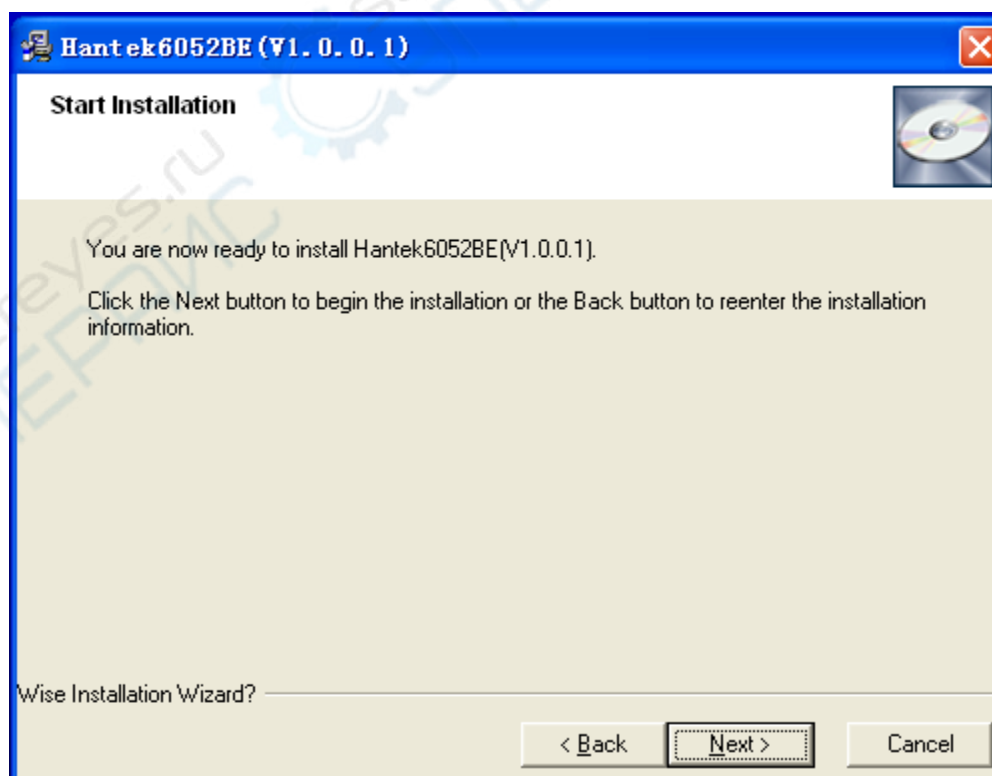 Hantek6052BE(V1.0.0.1)
Start Installation
You are now ready to install Hantek6052BE(V1.0.0.1).
Click the Next button to begin the installation or the Back button to reenter the installation
information.
Wise Installation Wizard?
< Back
Next >
Cancel